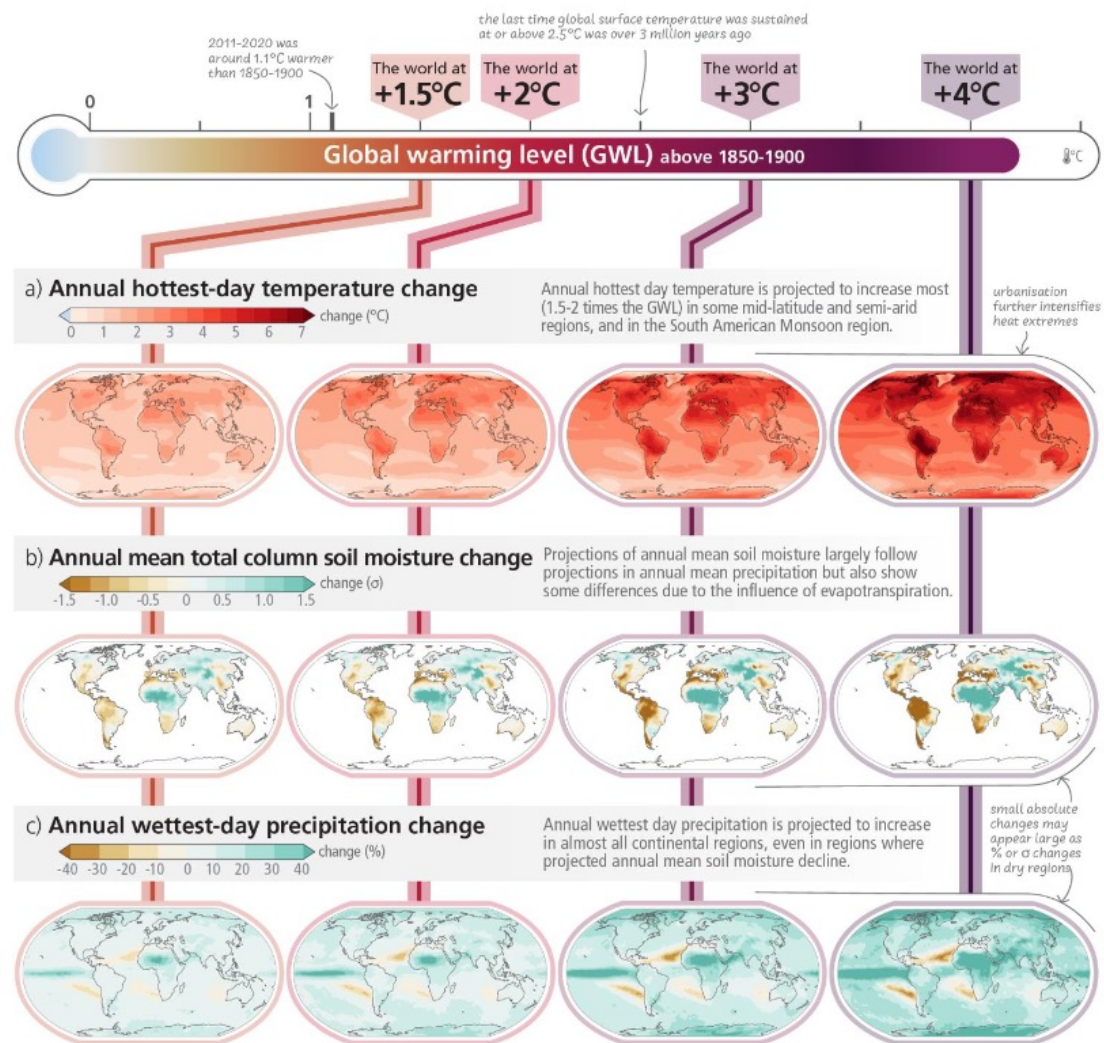 the last time global surface temperature was sustained
at or above 2.5°C was over 3 million years ago
2011-2020 was
around 1.1°C warmer
than 1850-1900
The world at
+1.5°C
The world at
+2°C
The world at
+3°C
The world at
+4°C
0
1
Global warming level (GWL) above 1850-1900
°C
a) Annual hottest-day temperature change
change (°C)
0 1 2 3 4 5 6 7
Annual hottest day temperature is projected to increase most
(1.5-2 times the GWL) in some mid-latitude and semi-arid
regions, and in the South American Monsoon region.
urbanisation
further intensifies
heat extremes
b) Annual mean total column soil moisture change
change (σ)
-1.5 -1.0 -0.5 0 0.5 1.0 1.5
Projections of annual mean soil moisture largely follow
projections in annual mean precipitation but also show
some differences due to the influence of evapotranspiration.
c) Annual wettest-day precipitation change
change (%)
-40 -30 -20 -10 0 10 20 30 40
Annual wettest day precipitation is projected to increase
in almost all continental regions, even in regions where
projected annual mean soil moisture decline.
small absolute
changes may
appear large as
% or σ changes
in dry regions